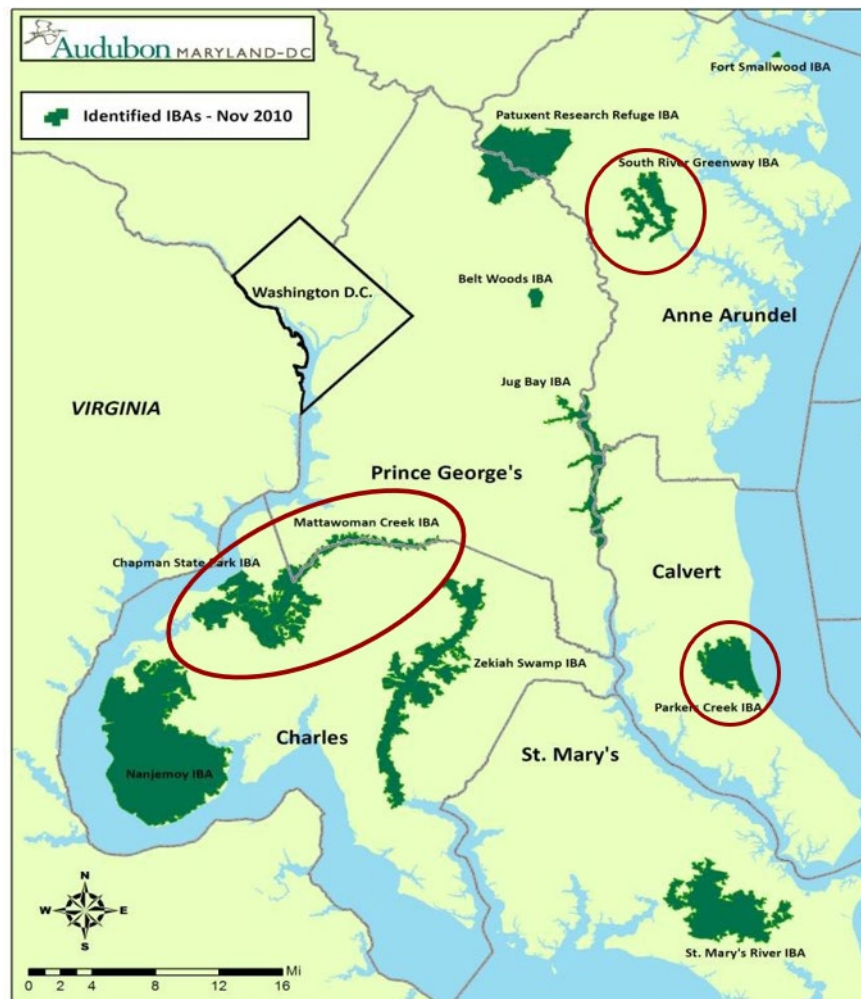 Audubon MARYLAND-DC
Identified IBAs - Nov 2010
Fort Smallwood IBA
Patuxent Research Refuge IBA
South River Greenway IBA
Belt Woods IBA
Washington D.C.
Anne Arundel
Jug Bay IBA
VIRGINIA
Prince George's
Mattawoman Creek IBA
Chapman State Park IBA
Calvert
Zekiah Swamp IBA
Parkers Creek IBA
Charles
St. Mary's
Nanjemoy IBA
N
W E
S
St. Mary's River IBA
Mi
0 2 4 8 12 16